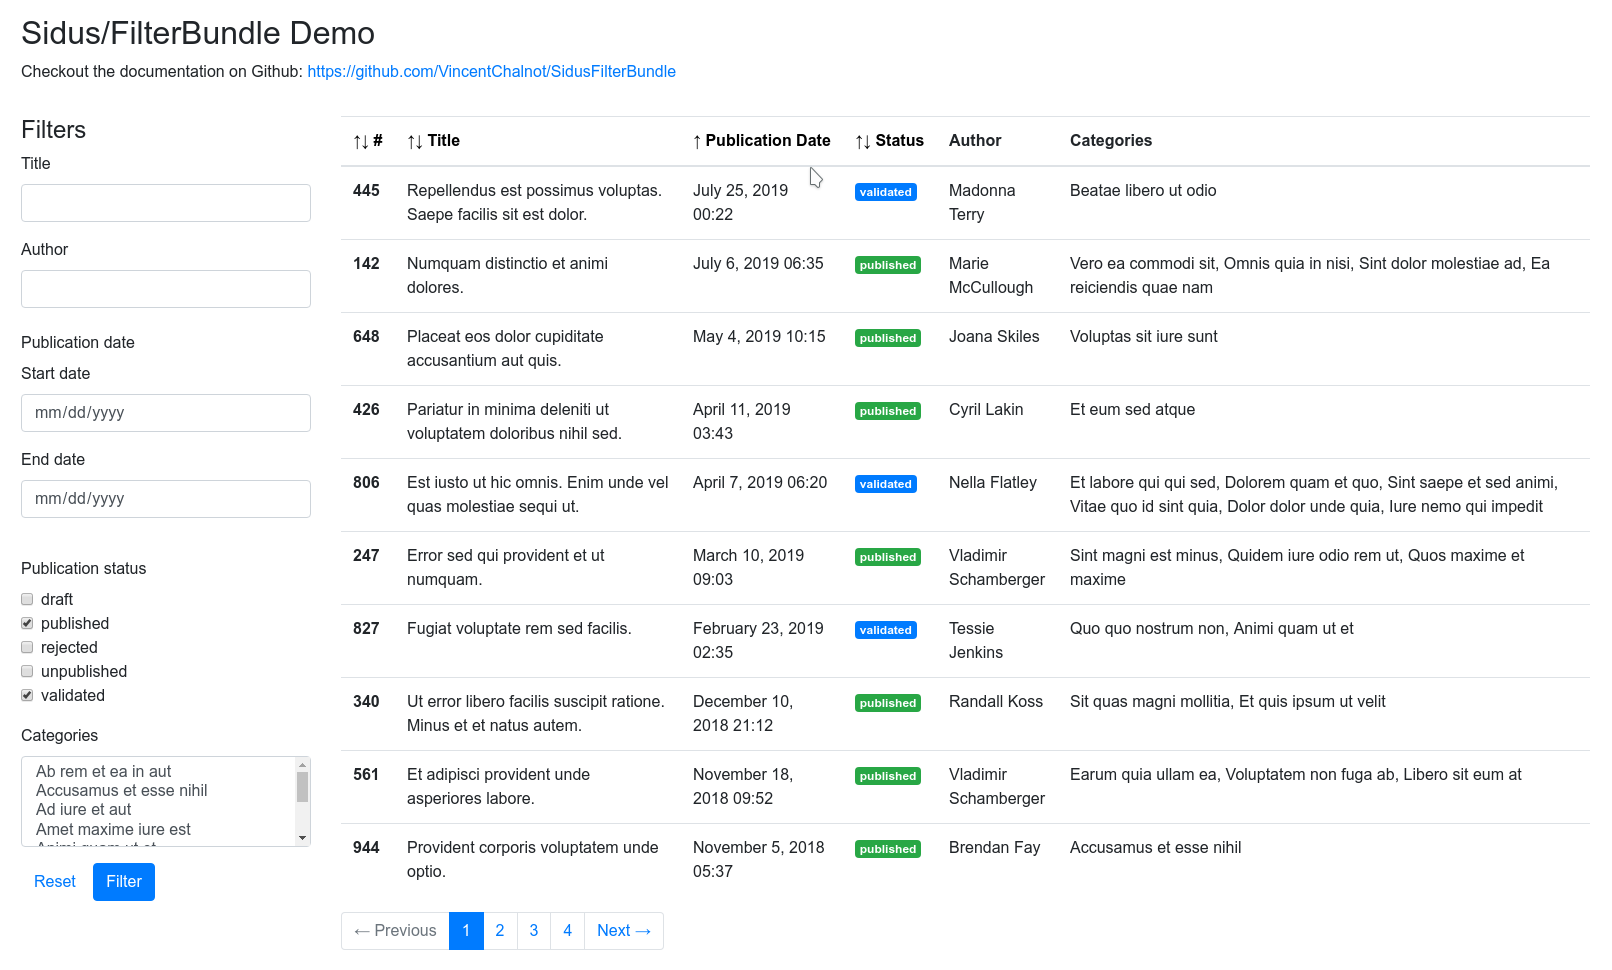 Sidus/FilterBundle Demo
Checkout the documentation on Github: https://github.com/VincentChalnot/SidusFilterBundle
Filters
Title
Author
Publication date
Start date
mm/dd/yyyy
End date
mm/dd/yyyy
Publication status
draft
published
rejected
unpublished
validated
Categories
Ab rem et ea in aut
Accusamus et esse nihil
Ad iure et aut
Amet maxime iure est
Animi quam ut et
Reset Filter
↑↓ # ↑↓ Title ↑ Publication Date ↑↓ Status Author Categories
445 Repellendus est possimus voluptas. July 25, 2019 validated Madonna Beatae libero ut odio
Saepe facilis sit est dolor. 00:22 Terry
142 Numquam distinctio et animi July 6, 2019 06:35 published Marie Vero ea commodi sit, Omnis quia in nisi, Sint dolor molestiae ad, Ea
dolores. McCullough reiciendis quae nam
648 Placeat eos dolor cupiditate May 4, 2019 10:15 published Joana Skiles Voluptas sit iure sunt
accusantium aut quis.
426 Pariatur in minima deleniti ut April 11, 2019 published Cyril Lakin Et eum sed atque
voluptatem doloribus nihil sed. 03:43
806 Est iusto ut hic omnis. Enim unde vel April 7, 2019 06:20 validated Nella Flatley Et labore qui qui sed, Dolorem quam et quo, Sint saepe et sed animi,
quas molestiae sequi ut. Vitae quo id sint quia, Dolor dolor unde quia, Iure nemo qui impedit
247 Error sed qui provident et ut March 10, 2019 published Vladimir Sint magni est minus, Quidem iure odio rem ut, Quos maxime et
numquam. 09:03 Schamberger maxime
827 Fugiat voluptate rem sed facilis. February 23, 2019 validated Tessie Quo quo nostrum non, Animi quam ut et
02:35 Jenkins
340 Ut error libero facilis suscipit ratione. December 10, published Randall Koss Sit quas magni mollitia, Et quis ipsum ut velit
Minus et et natus autem. 2018 21:12
561 Et adipisci provident unde November 18, published Vladimir Earum quia ullam ea, Voluptatem non fuga ab, Libero sit eum at
asperiores labore. 2018 09:52 Schamberger
944 Provident corporis voluptatem unde November 5, 2018 published Brendan Fay Accusamus et esse nihil
optio. 05:37
← Previous 1 2 3 4 Next →